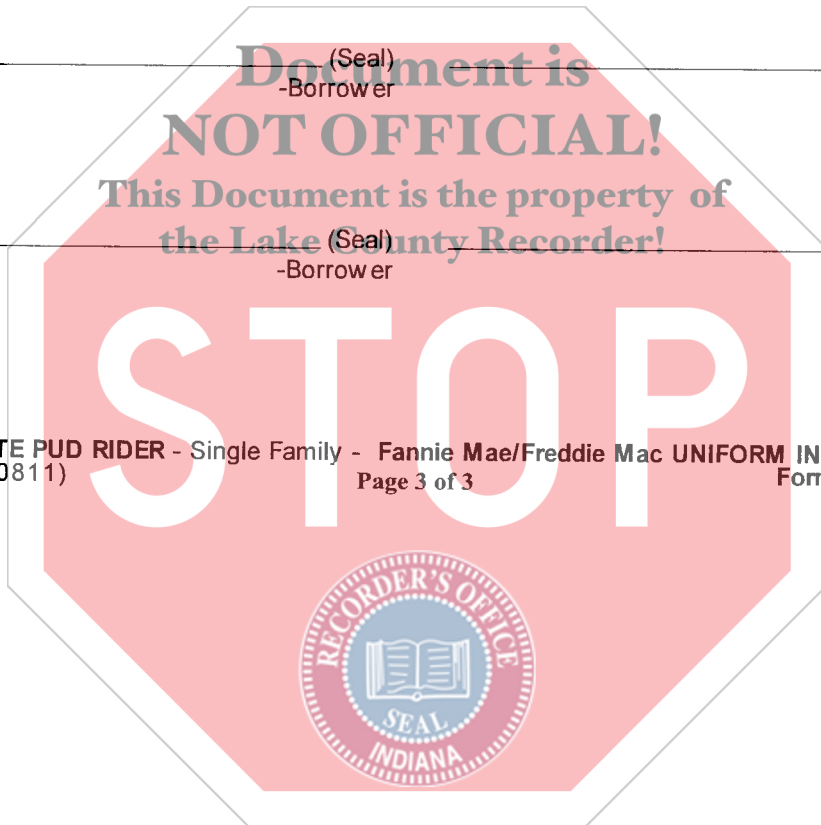 (Seal)
-Borrower
Document is
NOT OFFICIAL!
This Document is the property of
the Lake County Recorder!
(Seal)
-Borrower
STOP
TE PUD RIDER - Single Family - Fannie Mae/Freddie Mac UNIFORM IN
0811)
Page 3 of 3
Forn
RECORDER'S OFFICE
SEAL
INDIANA